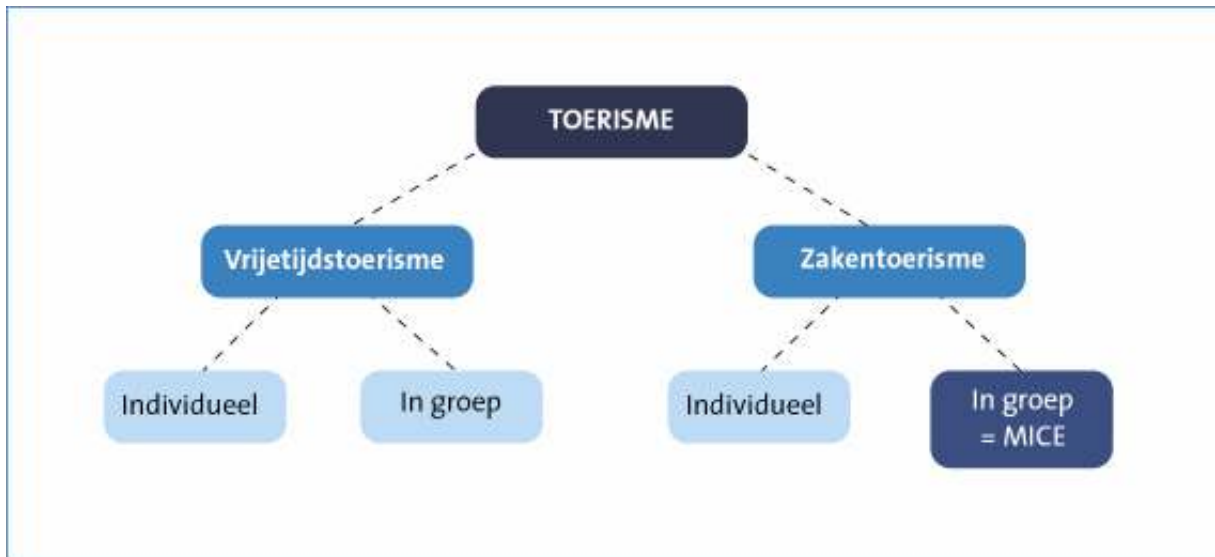 TOERISME
Vrijetijdstoerisme
Zakentoerisme
Individueel
In groep
Individueel
In groep
= MICE